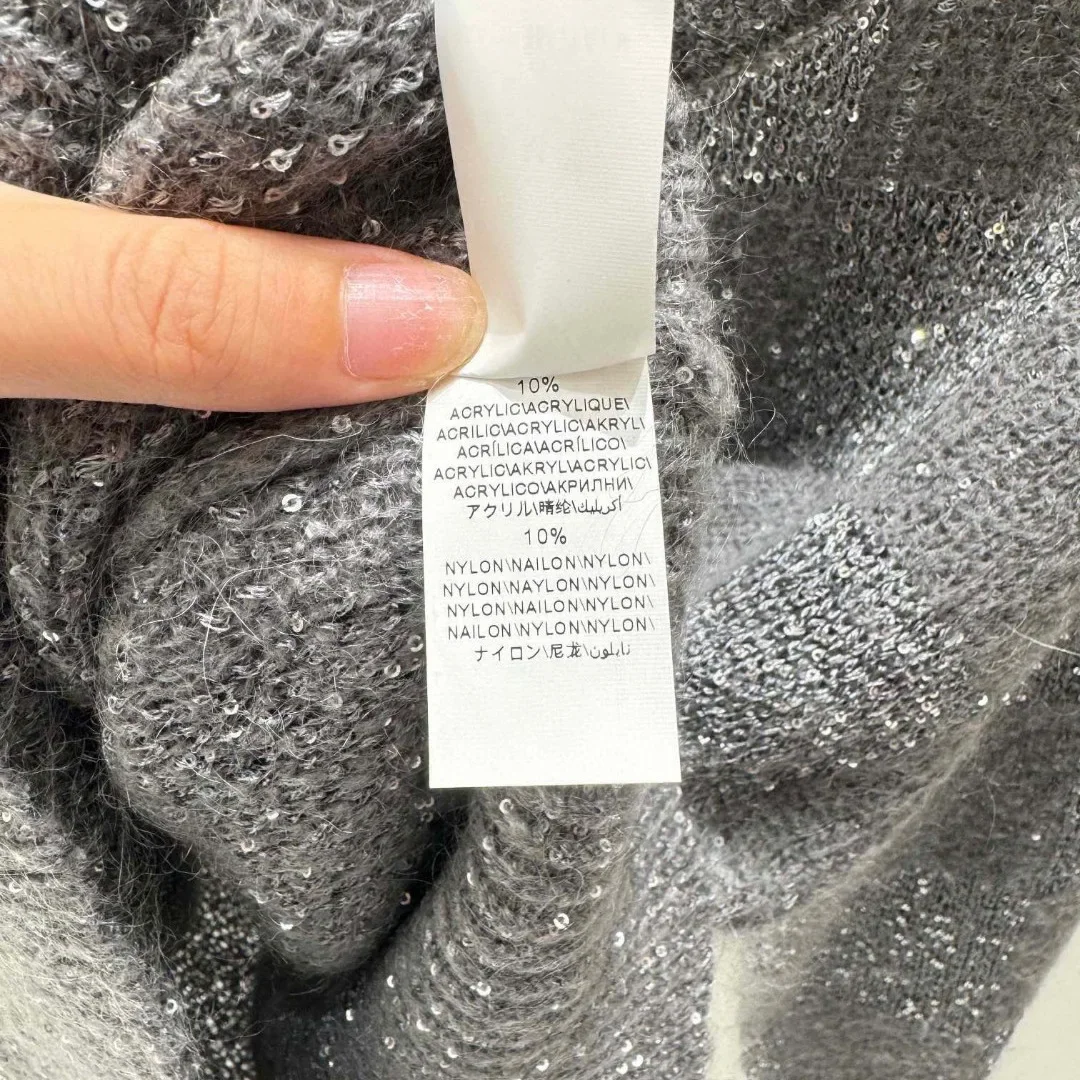 10%
ACRYLIC\ACRYLIQUE\
ACRILIC\ACRYLIC\AKRYL\
ACRÍLICA\ACRÍLICO\
ACRYLIC\AKRYL\ACRYLIC\
ACRYLICO\АКРИЛНИ\
アクリル\晴纶\أكريليك
10%
NYLON\NAILON\NYLON\
NYLON\NAYLON\NYLON\
NYLON\NAILON\NYLON\
NAILON\NYLON\NYLON\
ナイロン\尼龙\نايلون